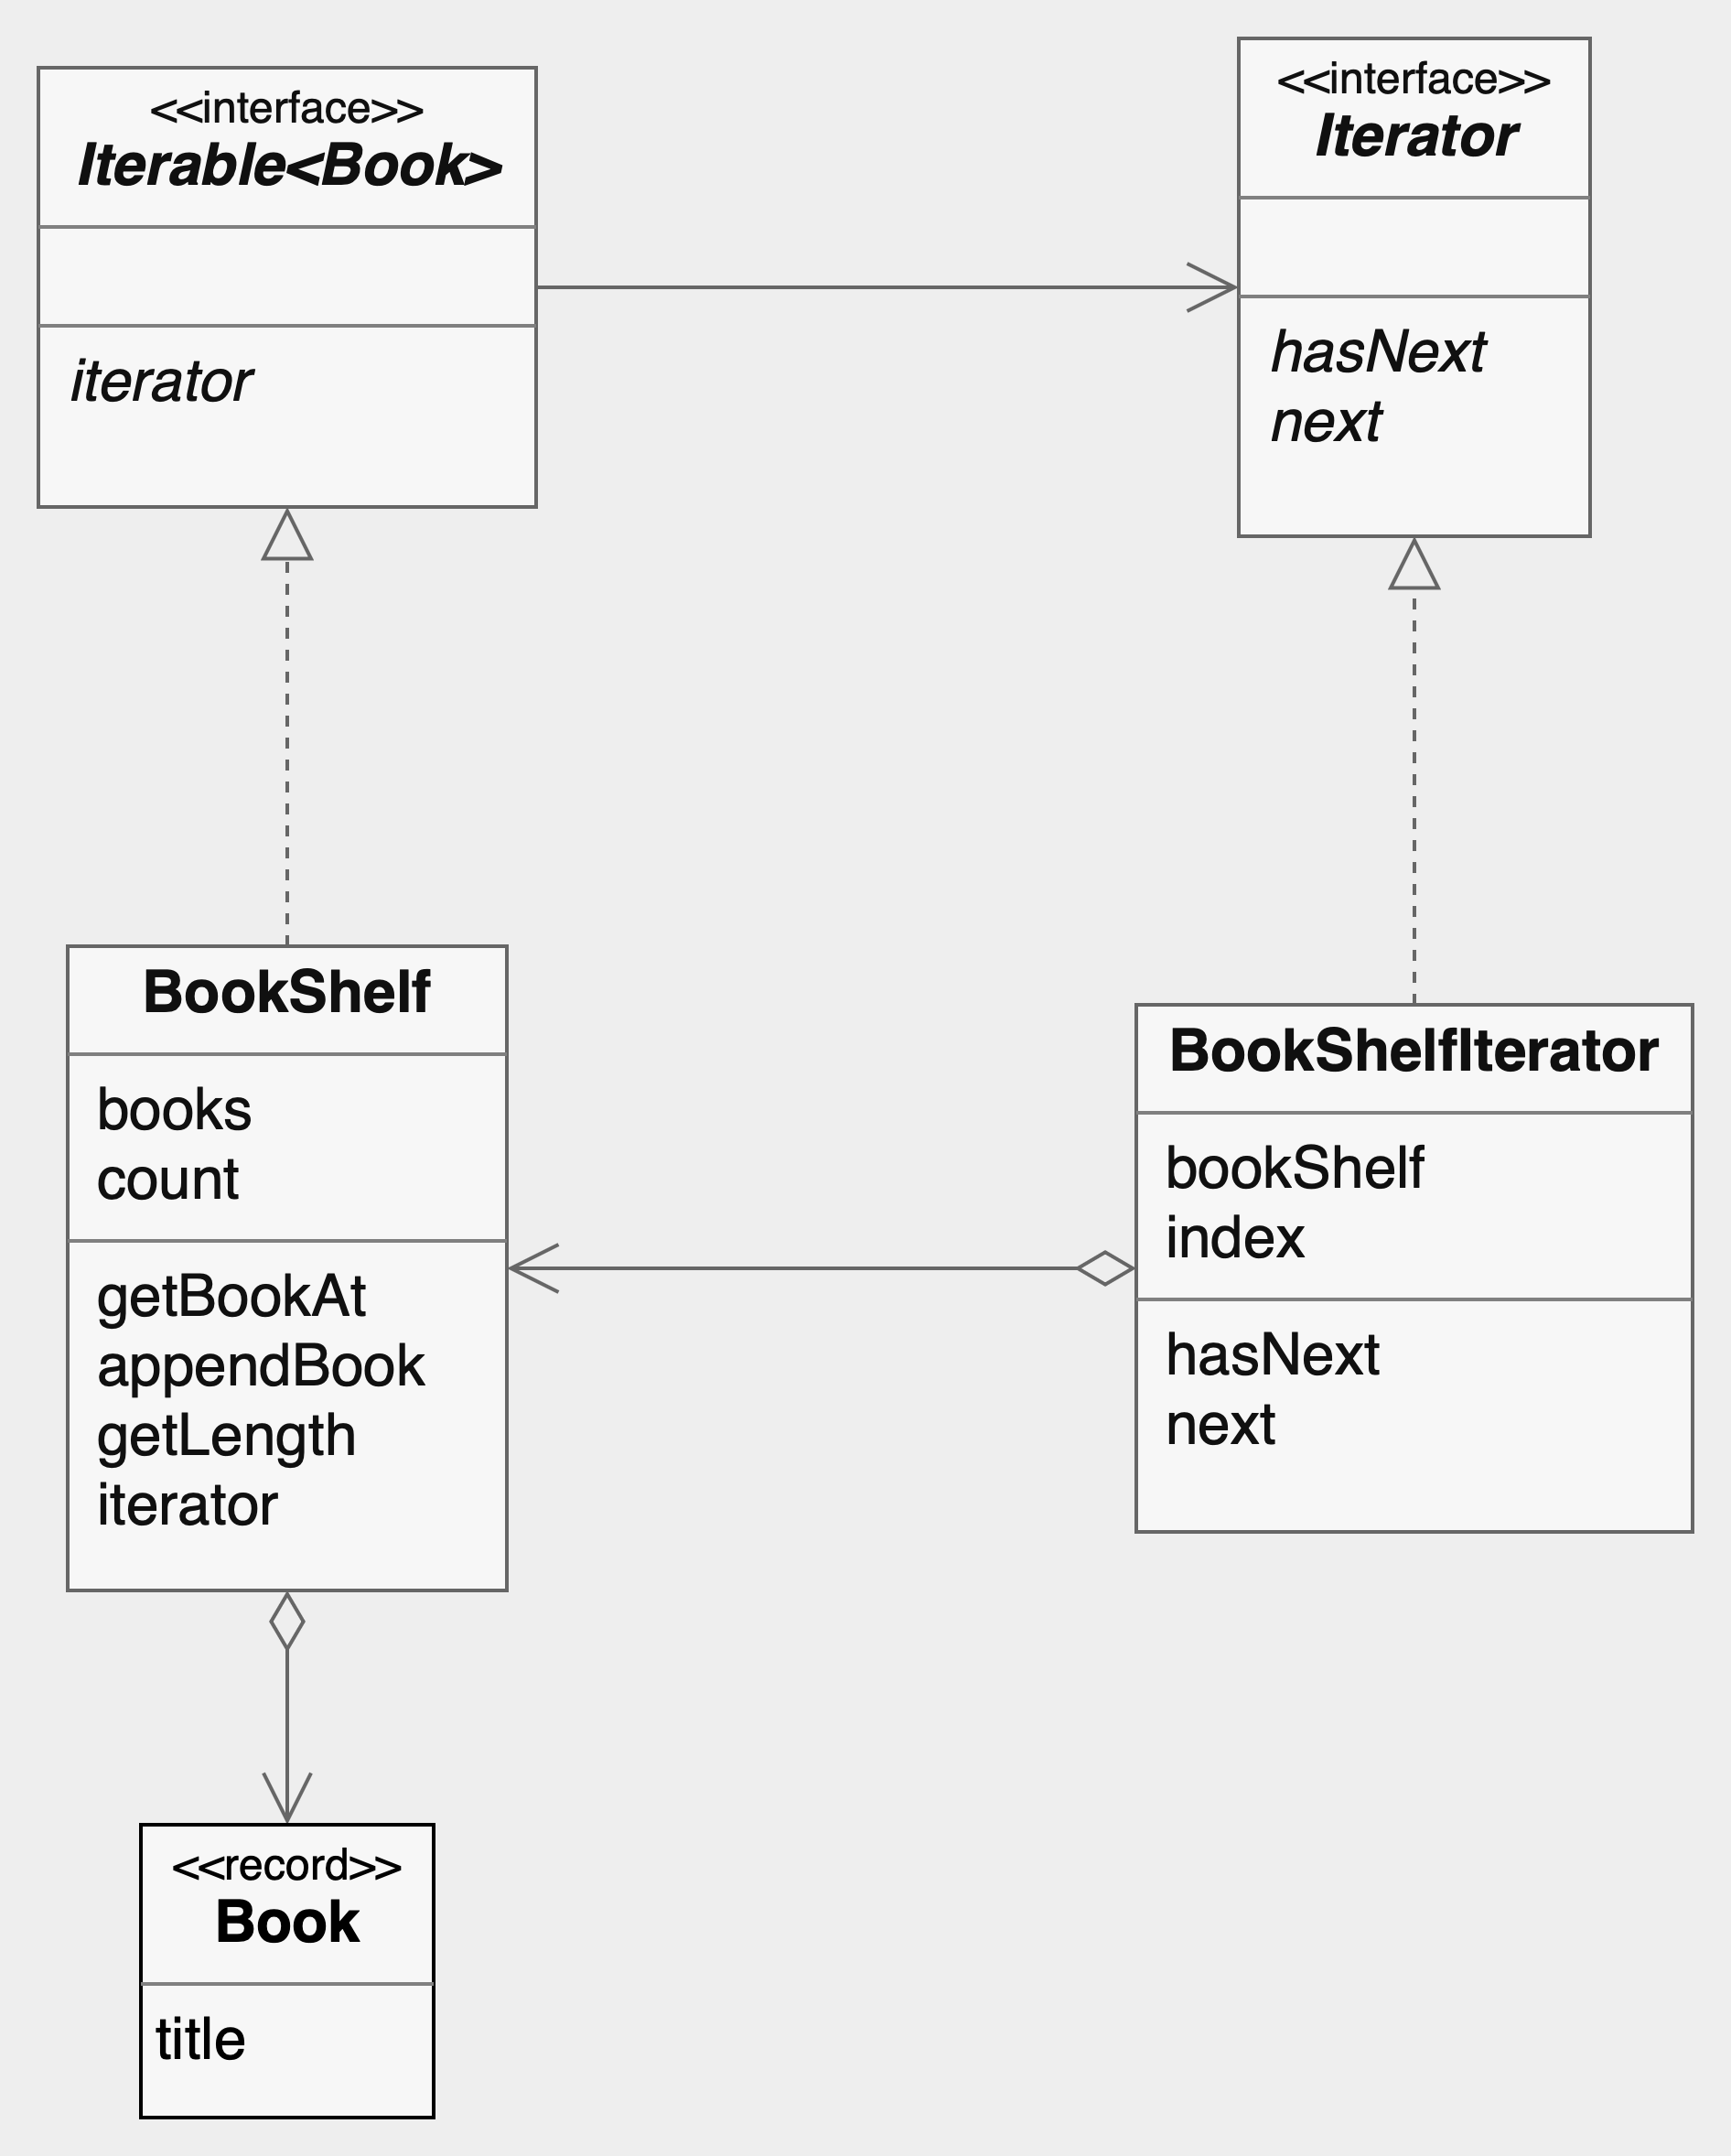 <<interface>>
Iterable<Book>
iterator
<<interface>>
Iterator
hasNext
next
BookShelf
books
count
getBookAt
appendBook
getLength
iterator
BookShelfIterator
bookShelf
index
hasNext
next
<<record>>
Book
title